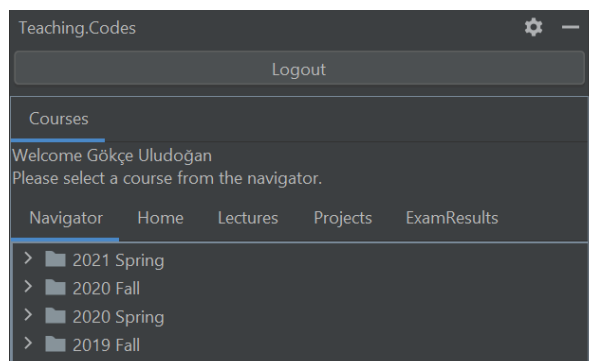 Teaching.Codes
Logout
Courses
Welcome Gökçe Uludoğan
Please select a course from the navigator.
Navigator Home Lectures Projects ExamResults
2021 Spring
2020 Fall
2020 Spring
2019 Fall